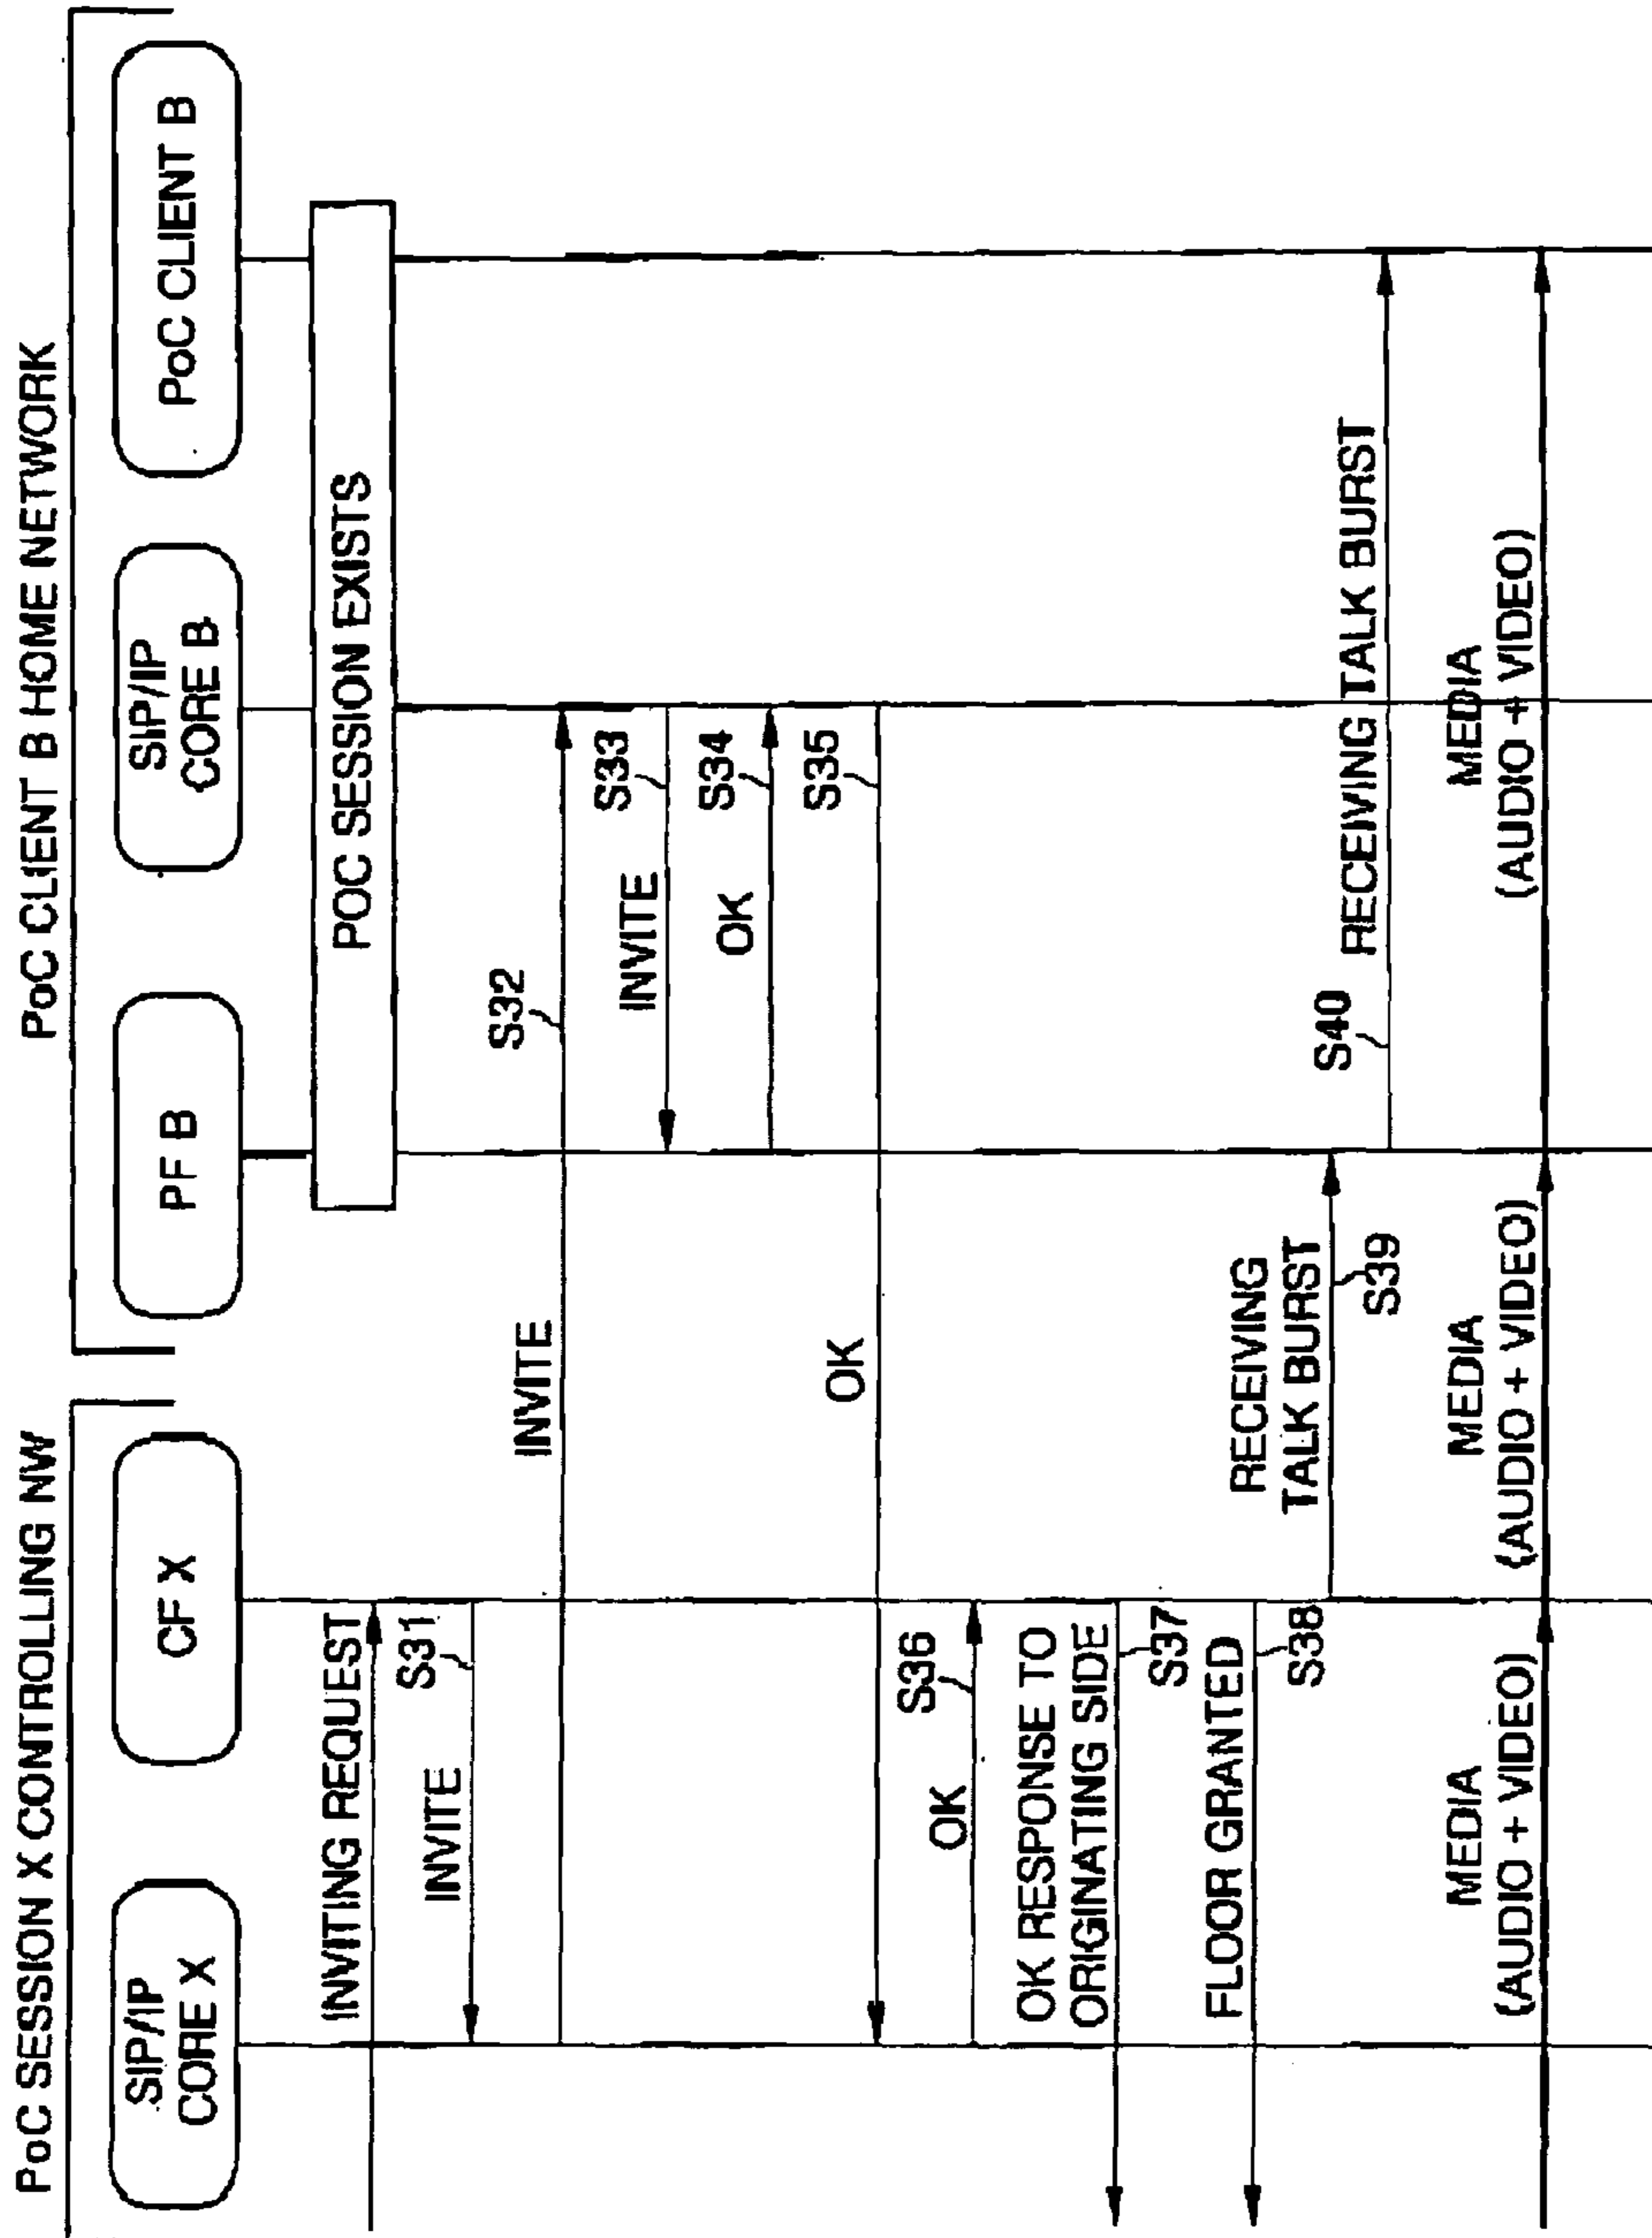 PoC SESSION X CONTROLLING NW
PoC CLIENT B HOME NETWORK
SIP/IP
CORE X
CF X
PF B
SIP/IP
CORE B
PoC CLIENT B
POC SESSION EXISTS
INVITING REQUEST
S31
INVITE
INVITE
S32
INVITE
S33
OK
S34
OK
S35
OK
S36
OK RESPONSE TO
ORIGINATING SIDE
S37
FLOOR GRANTED
S38
RECEIVING
TALK BURST
S39
S40
RECEIVING TALK BURST
MEDIA
(AUDIO + VIDEO)
MEDIA
(AUDIO + VIDEO)
MEDIA
(AUDIO + VIDEO)